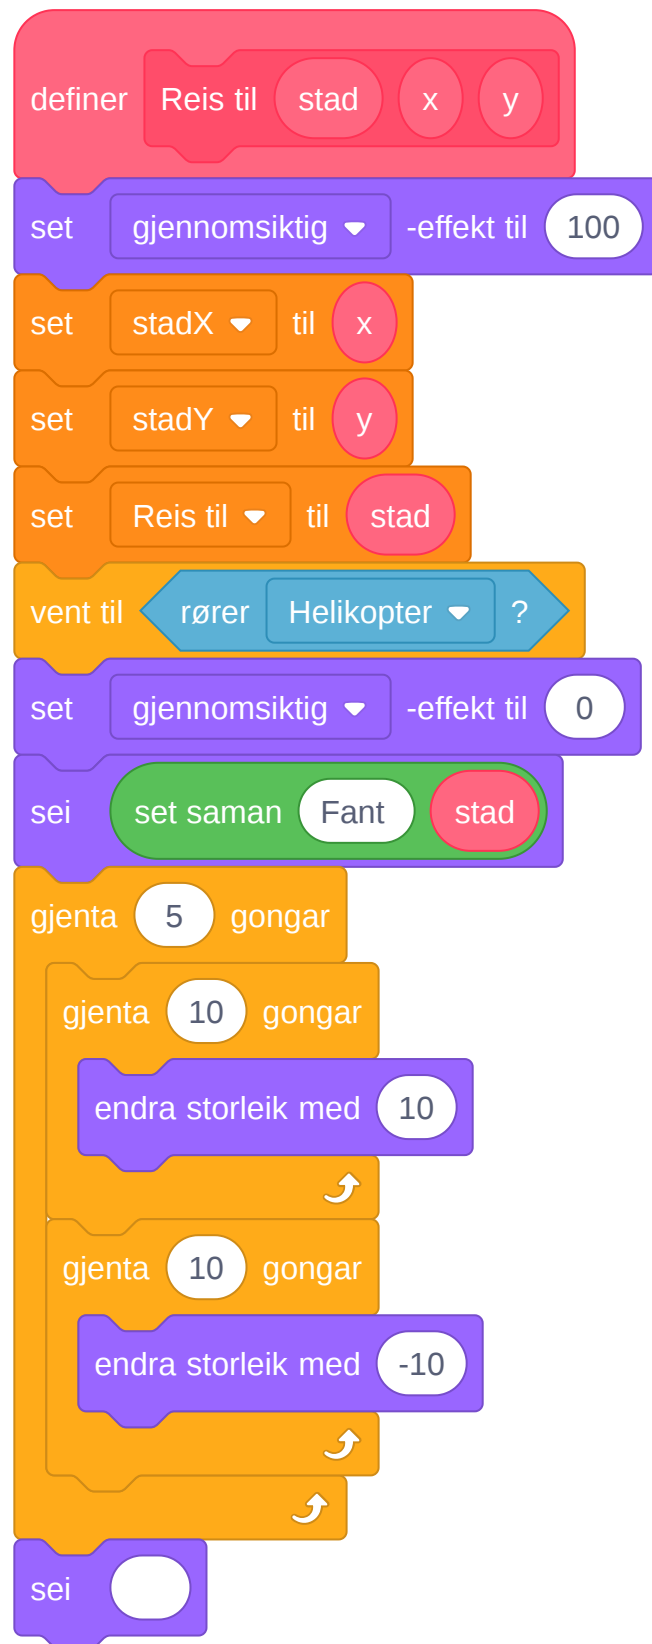 definer Reis til stad x y
set gjennomsiktig -effekt til 100
set stadX til x
set stadY til y
set Reis til til stad
vent til rører Helikopter ?
set gjennomsiktig -effekt til 0
sei set saman Fant stad
gjenta 5 gongar
gjenta 10 gongar
endra storleik med 10
gjenta 10 gongar
endra storleik med -10
sei